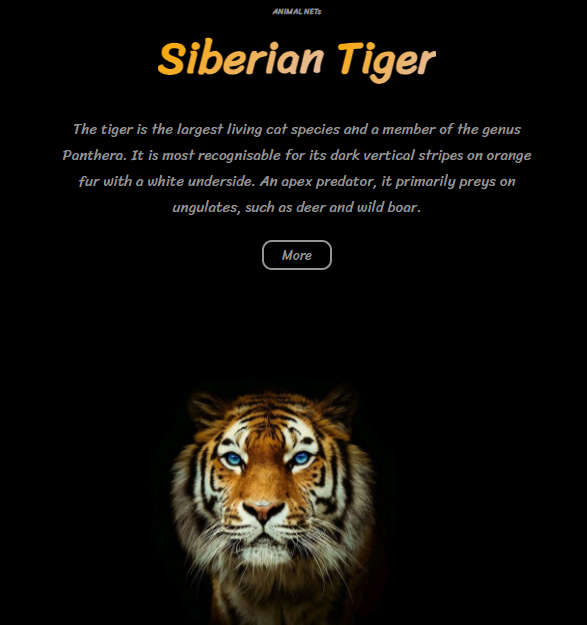 ANIMAL NETs
Siberian Tiger
The tiger is the largest living cat species and a member of the genus
Panthera. It is most recognisable for its dark vertical stripes on orange
fur with a white underside. An apex predator, it primarily preys on
ungulates, such as deer and wild boar.
More